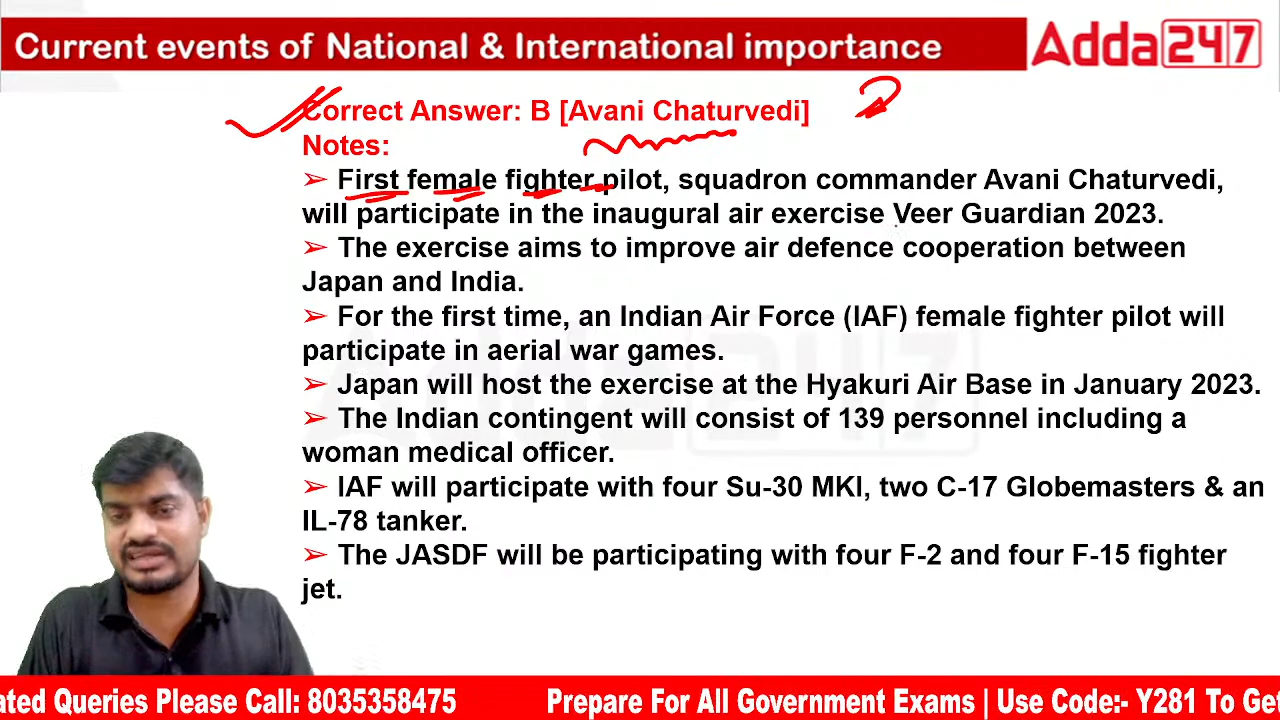 Current events of National & International importance
Adda247
Correct Answer: B [Avani Chaturvedi]
Notes:
➢ First female fighter pilot, squadron commander Avani Chaturvedi,
will participate in the inaugural air exercise Veer Guardian 2023.
➢ The exercise aims to improve air defence cooperation between
Japan and India.
➢ For the first time, an Indian Air Force (IAF) female fighter pilot will
participate in aerial war games.
➢ Japan will host the exercise at the Hyakuri Air Base in January 2023.
➢ The Indian contingent will consist of 139 personnel including a
woman medical officer.
➢ IAF will participate with four Su-30 MKI, two C-17 Globemasters & an
IL-78 tanker.
➢ The JASDF will be participating with four F-2 and four F-15 fighter
jet.
ated Queries Please Call: 8035358475 Prepare For All Government Exams | Use Code:- Y281 To Ge